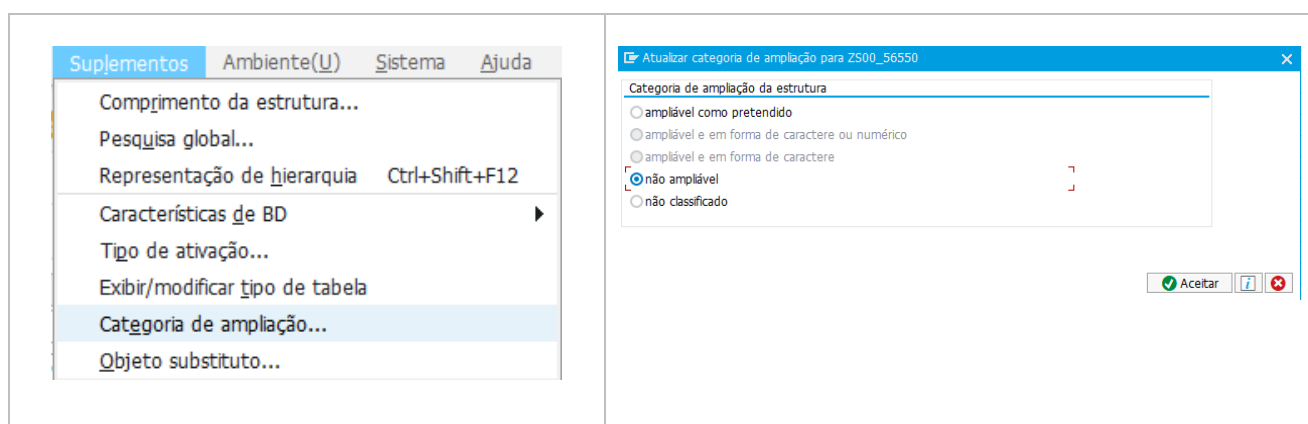 Suplementos Ambiente(U) Sistema Ajuda
Comprimento da estrutura...
Pesquisa global...
Representação de hierarquia Ctrl+Shift+F12
Características de BD
Tipo de ativação...
Exibir/modificar tipo de tabela
Categoria de ampliação...
Objeto substituto...
Atualizar categoria de ampliação para ZS00_56550
Categoria de ampliação da estrutura
ampliável como pretendido
ampliável e em forma de caractere ou numérico
ampliável e em forma de caractere
não ampliável
não classificado
Aceitar i